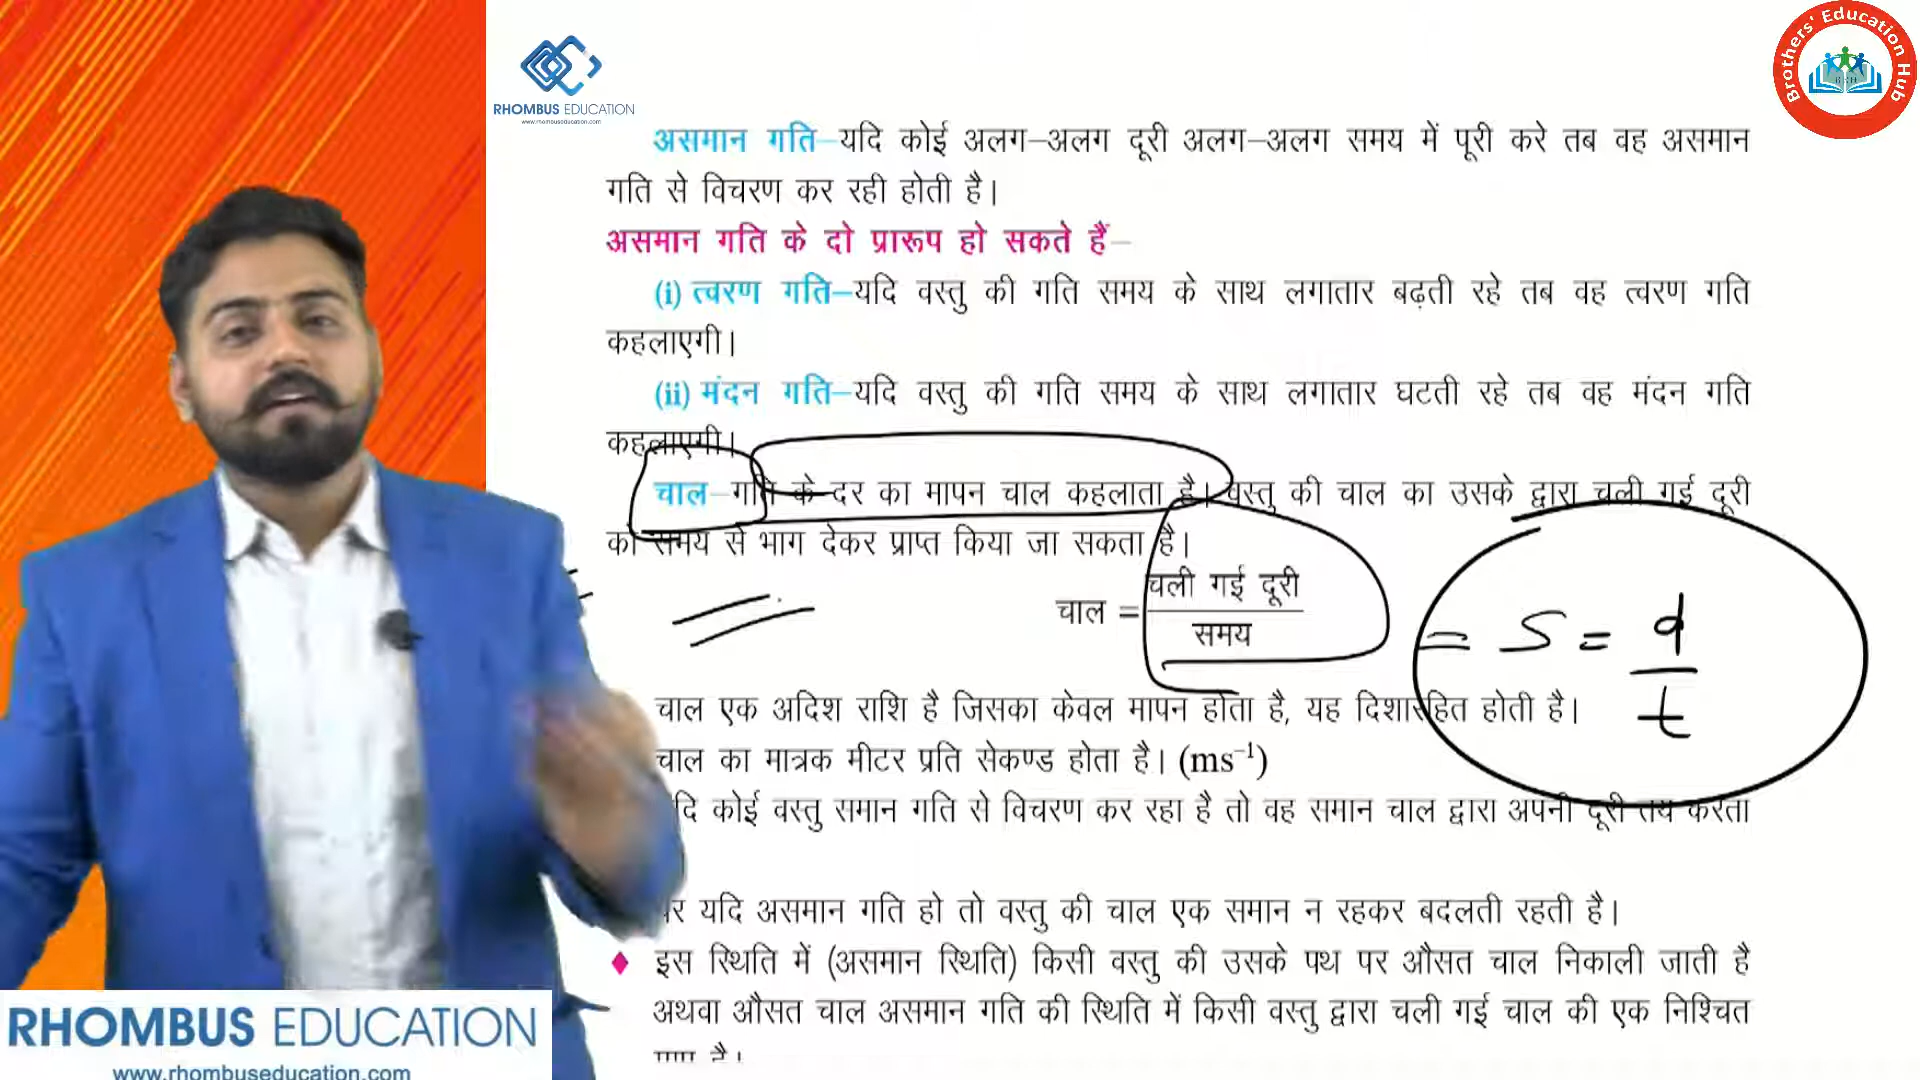 RHOMBUS EDUCATION
www.rhombuseducation.com
Brothers' Education Hub
BEH
असमान गति–यदि कोई अलग–अलग दूरी अलग–अलग समय में पूरी करे तब वह असमान
गति से विचरण कर रही होती है।
असमान गति के दो प्रारूप हो सकते हैं–
(i) त्वरण गति–यदि वस्तु की गति समय के साथ लगातार बढ़ती रहे तब वह त्वरण गति
कहलाएगी।
(ii) मंदन गति–यदि वस्तु की गति समय के साथ लगातार घटती रहे तब वह मंदन गति
कहलाएगी।
चाल–गति के दर का मापन चाल कहलाता है। वस्तु की चाल का उसके द्वारा चली गई दूरी
को समय से भाग देकर प्राप्त किया जा सकता है।
चाल = चली गई दूरी / समय
= S = d / t
चाल एक अदिश राशि है जिसका केवल मापन होता है, यह दिशारहित होती है।
चाल का मात्रक मीटर प्रति सेकण्ड होता है। (ms⁻¹)
दि कोई वस्तु समान गति से विचरण कर रहा है तो वह समान चाल द्वारा अपनी दूरी तय करता
यदि असमान गति हो तो वस्तु की चाल एक समान न रहकर बदलती रहती है।
♦ इस स्थिति में (असमान स्थिति) किसी वस्तु की उसके पथ पर औसत चाल निकाली जाती है
अथवा औसत चाल असमान गति की स्थिति में किसी वस्तु द्वारा चली गई चाल की एक निश्चित
है।
RHOMBUS EDUCATION
www.rhombuseducation.com